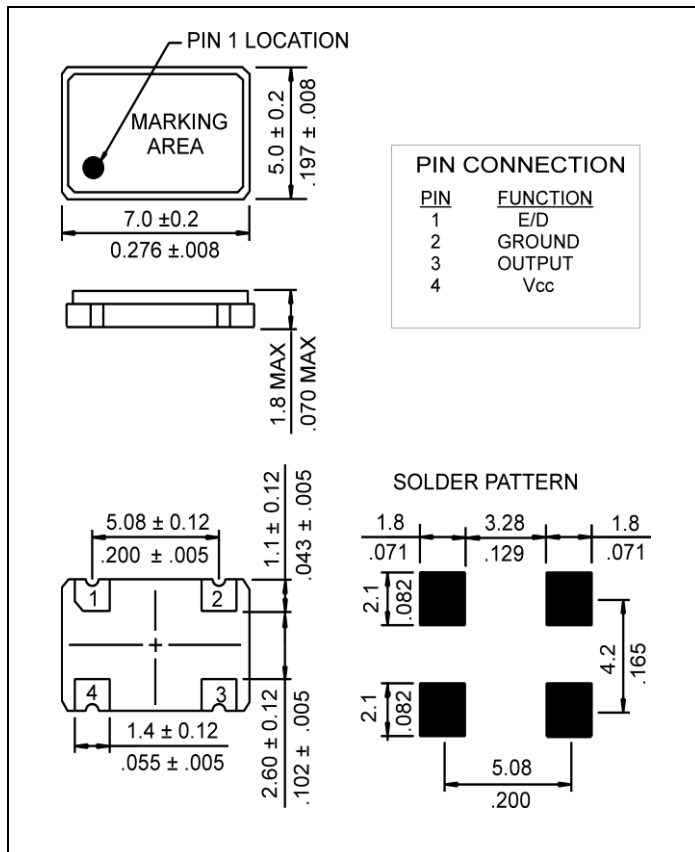 PIN 1 LOCATION
MARKING
AREA
5.0 ± 0.2
.197 ± .008
7.0 ±0.2
0.276 ±.008
PIN CONNECTION
PIN FUNCTION
1 E/D
2 GROUND
3 OUTPUT
4 Vcc
1.8 MAX
.070 MAX
5.08 ± 0.12
.200 ± .005
1.1 ± 0.12
.043 ± .005
1 2
4 3
1.4 ± 0.12
.055 ± .005
2.60 ± 0.12
.102 ± .005
SOLDER PATTERN
1.8 3.28 1.8
.071 .129 .071
2.1
.082
4.2
.165
2.1
.082
5.08
.200